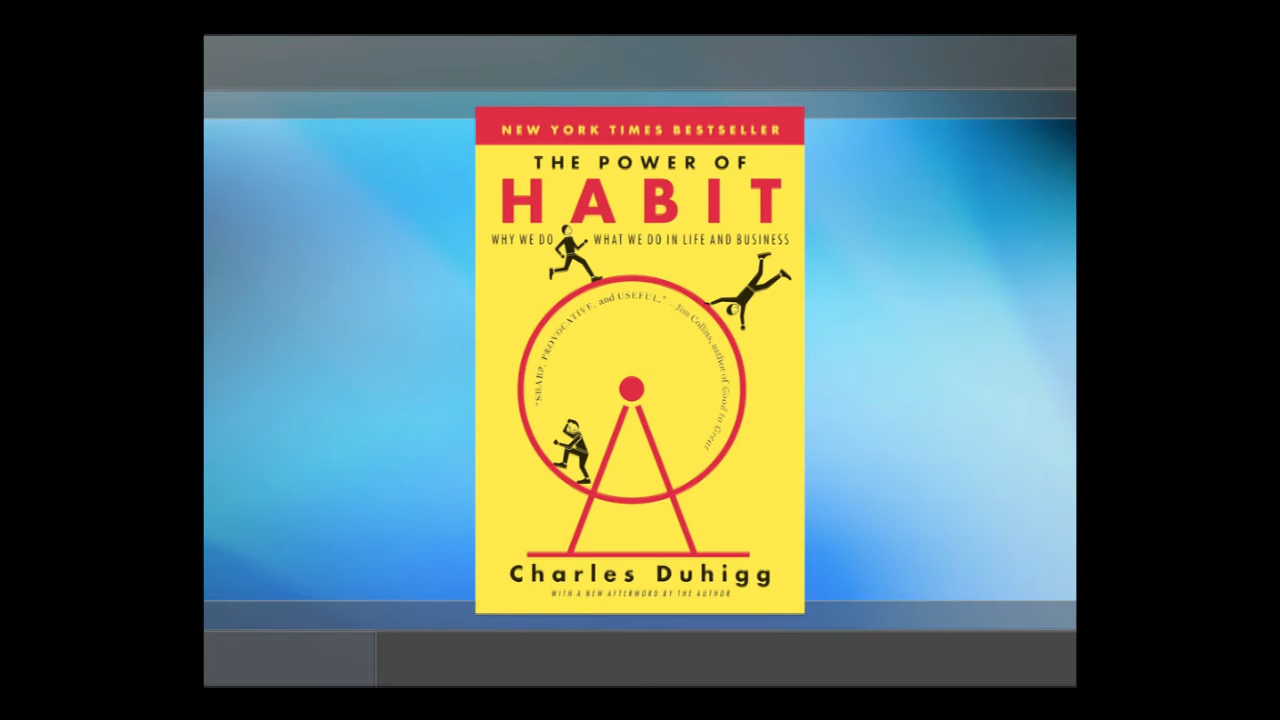 NEW YORK TIMES BESTSELLER
THE POWER OF
HABIT
WHY WE DO WHAT WE DO IN LIFE AND BUSINESS
"SHARP, PROVOCATIVE, and USEFUL." – Jim Collins, author of Good to Great
Charles Duhigg
WITH A NEW AFTERWORD BY THE AUTHOR